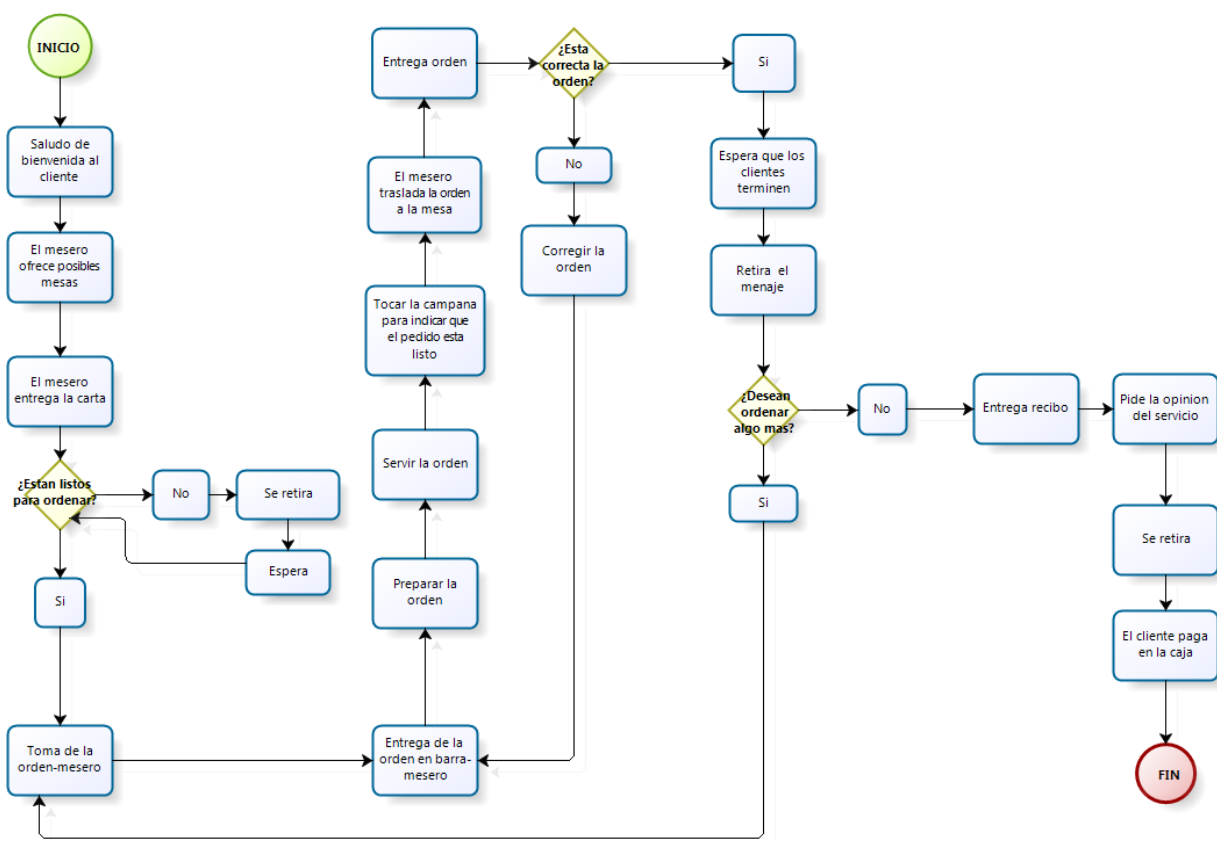 INICIO
Saludo de
bienvenida al
cliente
El mesero
ofrece posibles
mesas
El mesero
entrega la carta
¿Estan listos
para ordenar?
No
Se retira
Espera
Si
Toma de la
orden-mesero
Entrega de la
orden en barra-
mesero
Preparar la
orden
Servir la orden
Tocar la campana
para indicar que
el pedido esta
listo
El mesero
traslada la orden
a la mesa
Entrega orden
¿Esta
correcta la
orden?
No
Corregir la
orden
Si
Espera que los
clientes
terminen
Retira el
menaje
¿Desean
ordenar
algo mas?
Si
No
Entrega recibo
Pide la opinion
del servicio
Se retira
El cliente paga
en la caja
FIN